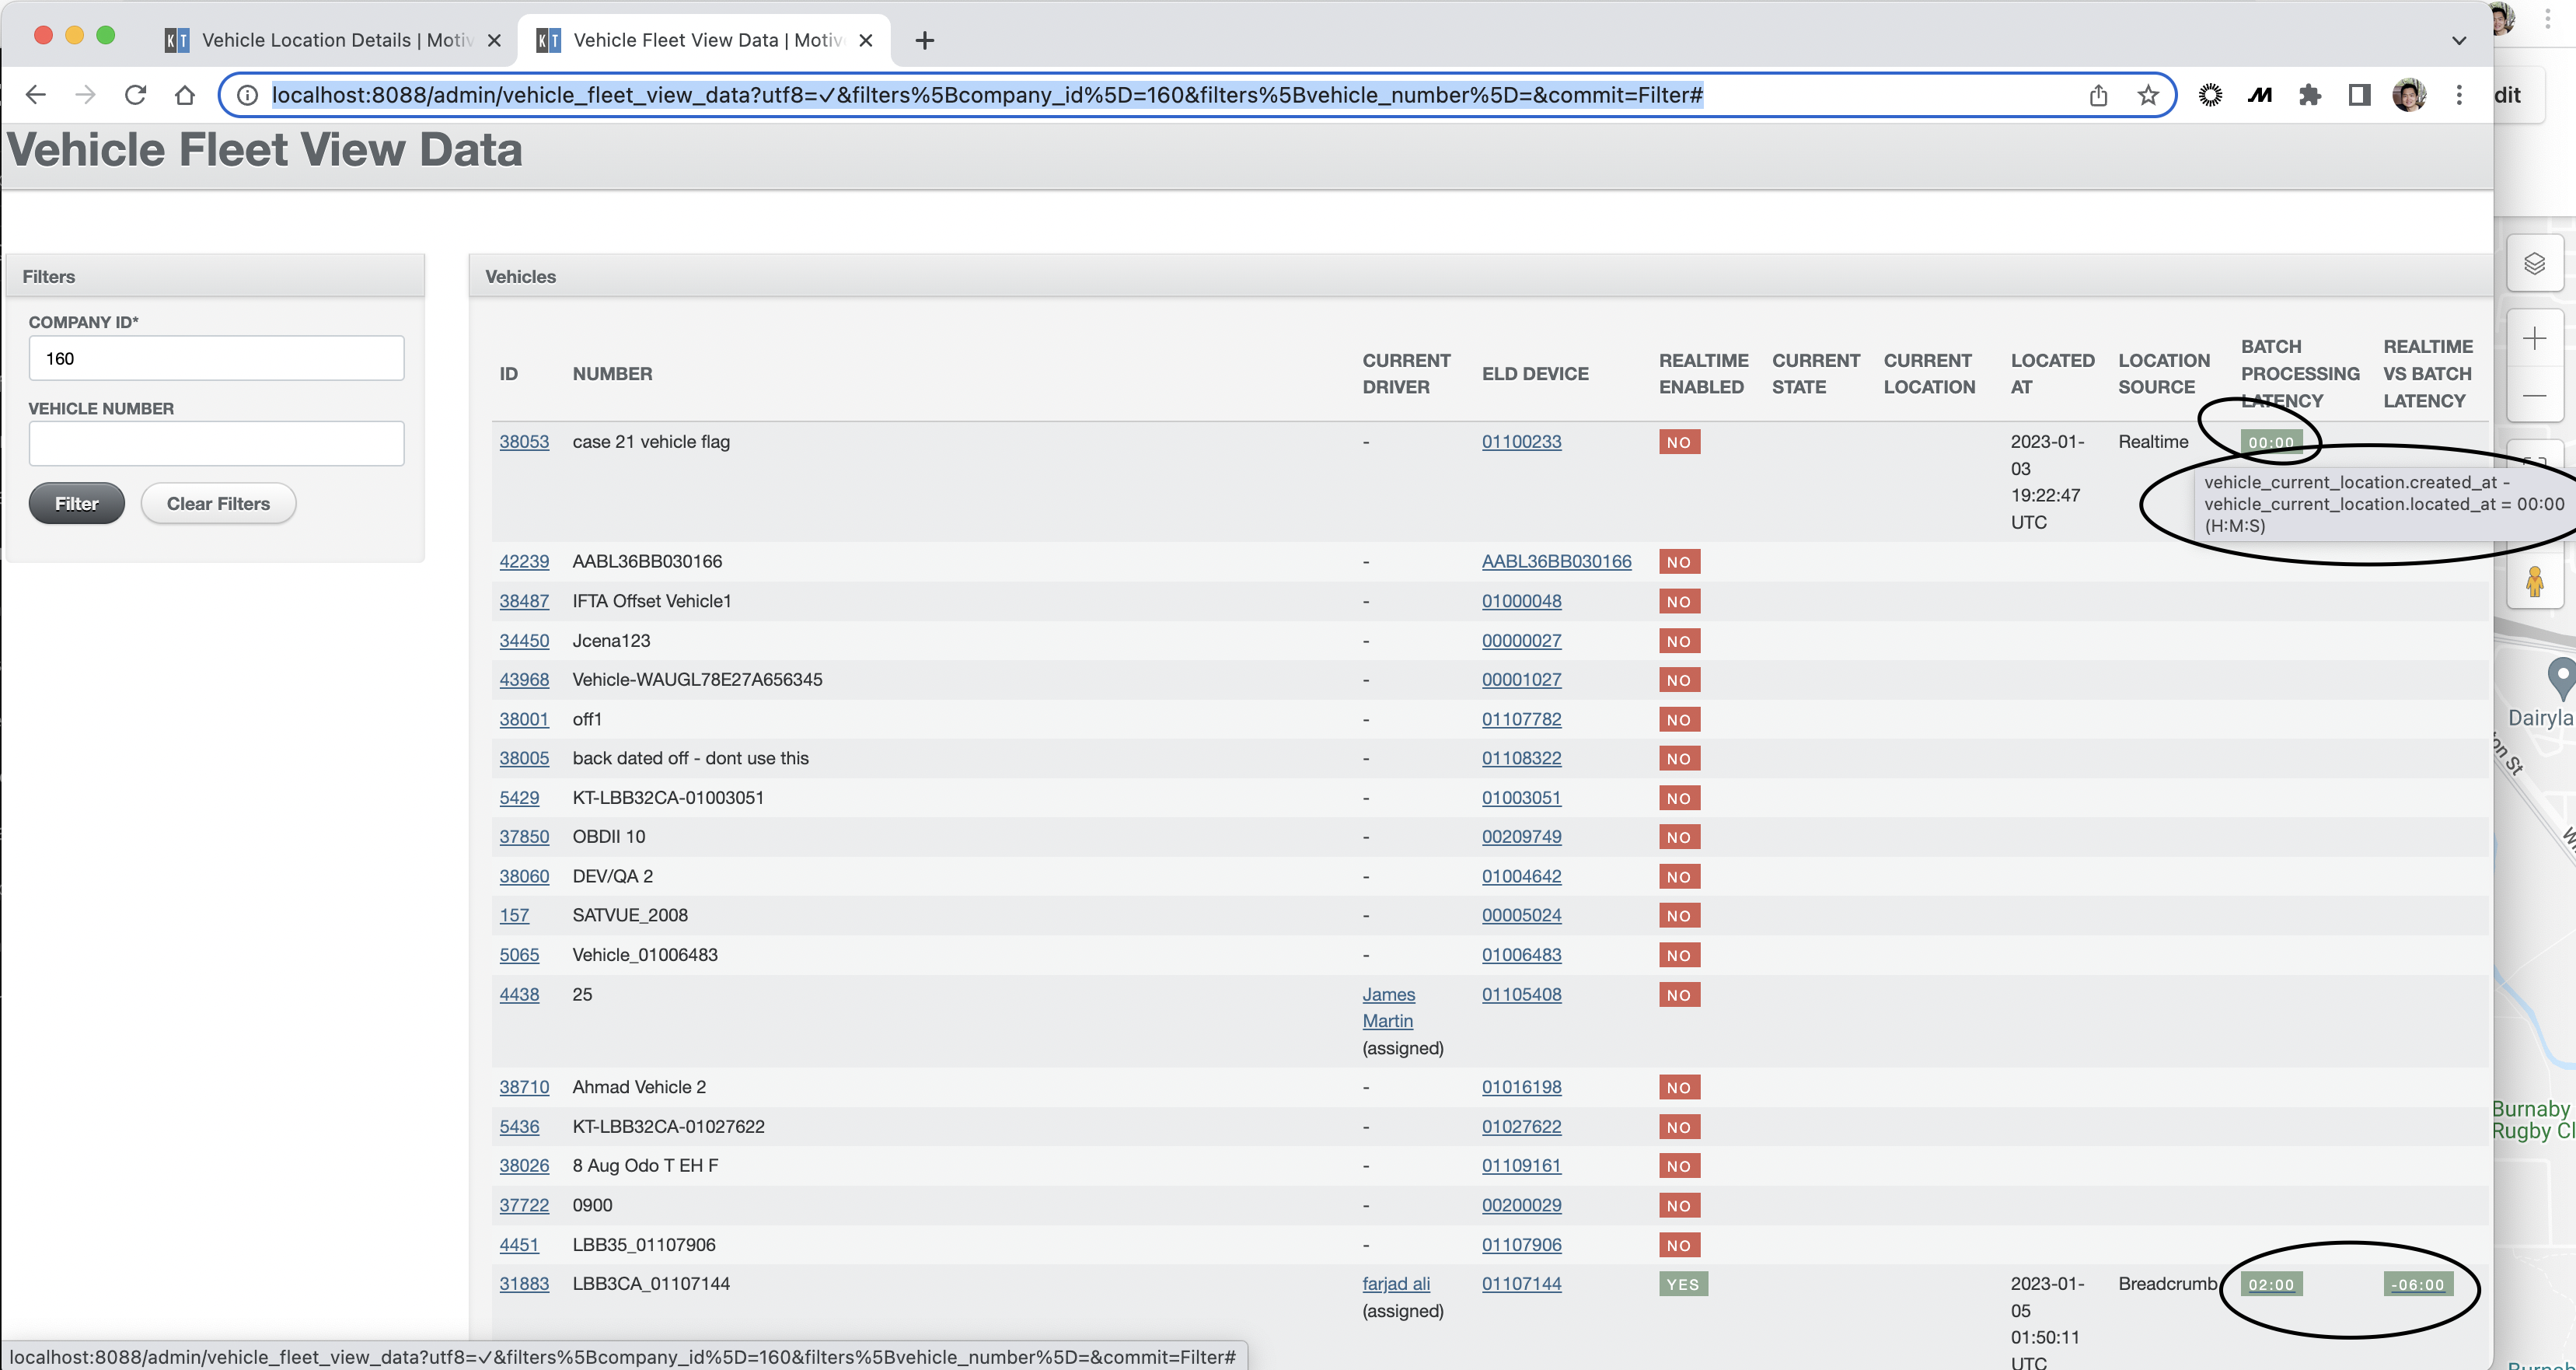 Vehicle Location Details | Motiv
Vehicle Fleet View Data | Motiv
localhost:8088/admin/vehicle_fleet_view_data?utf8=✓&filters%5Bcompany_id%5D=160&filters%5Bvehicle_number%5D=&commit=Filter#
dit
Vehicle Fleet View Data
Filters
COMPANY ID*
160
VEHICLE NUMBER
Filter Clear Filters
Vehicles
ID NUMBER CURRENT DRIVER ELD DEVICE REALTIME ENABLED CURRENT STATE CURRENT LOCATION LOCATED AT LOCATION SOURCE BATCH PROCESSING LATENCY REALTIME VS BATCH LATENCY
38053 case 21 vehicle flag - 01100233 NO 2023-01- Realtime 00:00
03
19:22:47
UTC
vehicle_current_location.created_at -
vehicle_current_location.located_at = 00:00
(H:M:S)
42239 AABL36BB030166 - AABL36BB030166 NO
38487 IFTA Offset Vehicle1 - 01000048 NO
34450 Jcena123 - 00000027 NO
43968 Vehicle-WAUGL78E27A656345 - 00001027 NO
38001 off1 - 01107782 NO
38005 back dated off - dont use this - 01108322 NO
5429 KT-LBB32CA-01003051 - 01003051 NO
37850 OBDII 10 - 00209749 NO
38060 DEV/QA 2 - 01004642 NO
157 SATVUE_2008 - 00005024 NO
5065 Vehicle_01006483 - 01006483 NO
4438 25 James 01105408 NO
Martin
(assigned)
38710 Ahmad Vehicle 2 - 01016198 NO
5436 KT-LBB32CA-01027622 - 01027622 NO
38026 8 Aug Odo T EH F - 01109161 NO
37722 0900 - 00200029 NO
4451 LBB35_01107906 - 01107906 NO
31883 LBB3CA_01107144 farjad ali 01107144 YES 2023-01- Breadcrumb 02:00 -06:00
(assigned) 05
01:50:11
UTC
localhost:8088/admin/vehicle_fleet_view_data?utf8=✓&filters%5Bcompany_id%5D=160&filters%5Bvehicle_number%5D=&commit=Filter#
Dairyla
on St
Burnaby
Rugby Cl